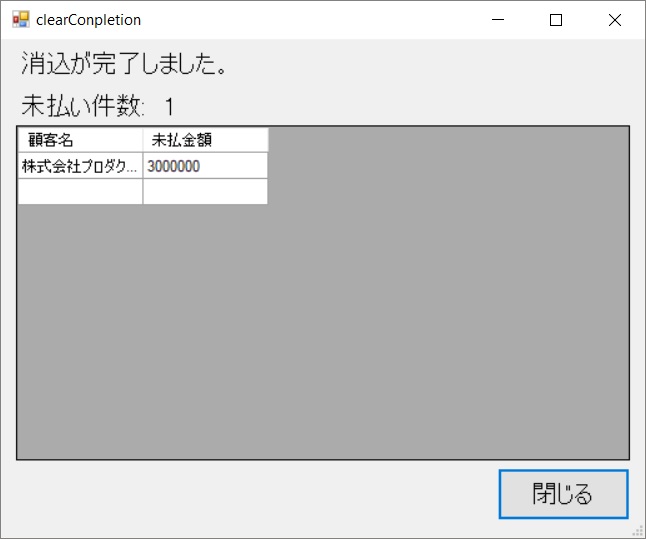 clearConpletion
消込が完了しました。
未払い件数: 1
顧客名 未払金額
株式会社プロダク... 3000000
閉じる